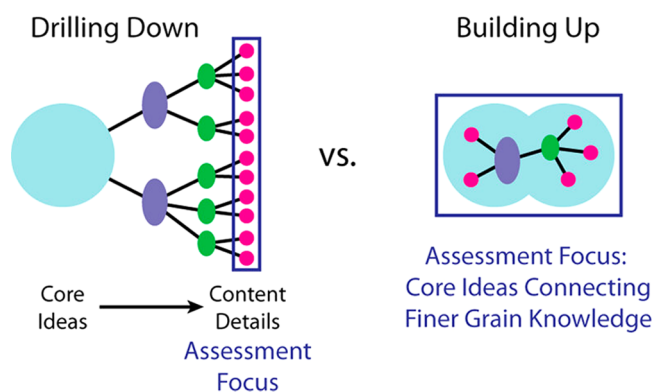 Drilling Down
vs.
Building Up
Core
Ideas
Content
Details
Assessment
Focus
Assessment Focus:
Core Ideas Connecting
Finer Grain Knowledge